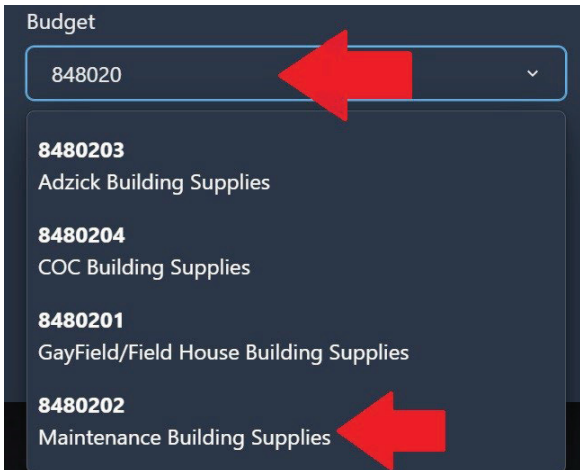 Budget
848020
8480203
Adzick Building Supplies
8480204
COC Building Supplies
8480201
GayField/Field House Building Supplies
8480202
Maintenance Building Supplies